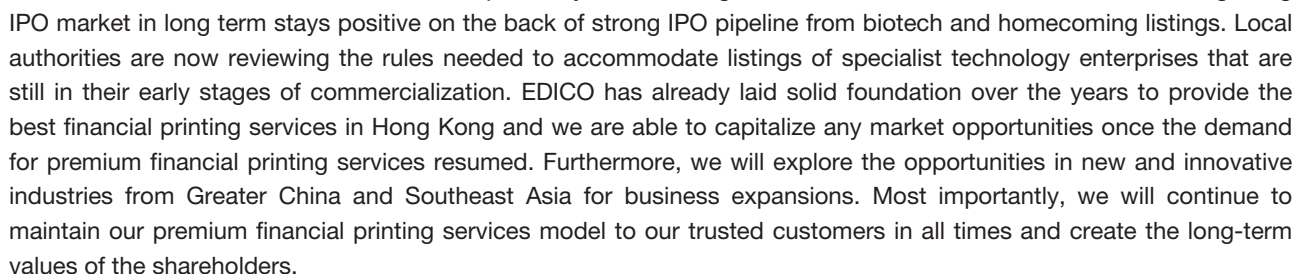 IPO market in long term stays positive on the back of strong IPO pipeline from biotech and homecoming listings. Local
authorities are now reviewing the rules needed to accommodate listings of specialist technology enterprises that are
still in their early stages of commercialization. EDICO has already laid solid foundation over the years to provide the
best financial printing services in Hong Kong and we are able to capitalize any market opportunities once the demand
for premium financial printing services resumed. Furthermore, we will explore the opportunities in new and innovative
industries from Greater China and Southeast Asia for business expansions. Most importantly, we will continue to
maintain our premium financial printing services model to our trusted customers in all times and create the long-term
values of the shareholders.